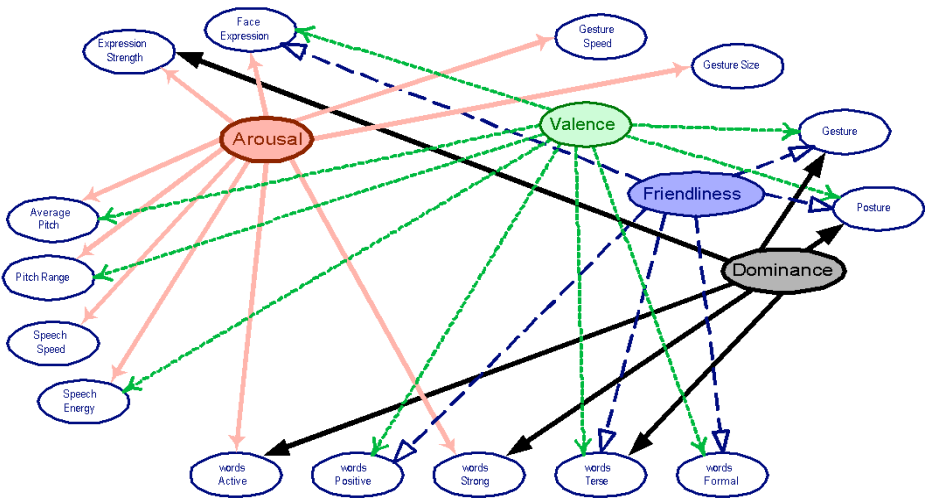 Face
Expression
Gesture
Speed
Expression
Strength
Gesture Size
Arousal
Valence
Gesture
Friendliness
Average
Pitch
Posture
Pitch Range
Dominance
Speech
Speed
Speech
Energy
words
Active
words
Positive
words
Strong
words
Terse
words
Formal